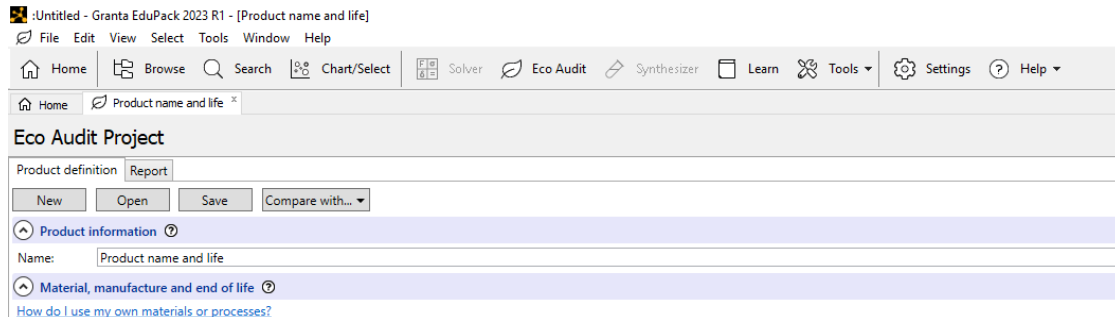 :Untitled - Granta EduPack 2023 R1 - [Product name and life]
File Edit View Select Tools Window Help
Home Browse Search Chart/Select Solver Eco Audit Synthesizer Learn Tools Settings Help
Home Product name and life
Eco Audit Project
Product definition Report
New Open Save Compare with...
Product information
Name: Product name and life
Material, manufacture and end of life
How do I use my own materials or processes?